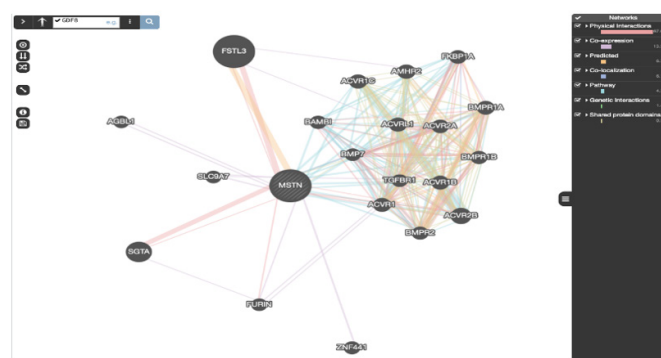 GDF8
Networks
Physical Interactions
Co-expression
Predicted
Co-localization
Pathway
Genetic Interactions
Shared protein domains
FSTL3
FKBP1A
AMHR2
ACVR1C
BMPR1A
AGBL1
BAMBI
ACVRL1
ACVR2A
BMP7
BMPR1B
SLC9A7
MSTN
TGFBR1
ACVR1B
ACVR1
ACVR2B
BMPR2
SGTA
FURIN
ZNF441